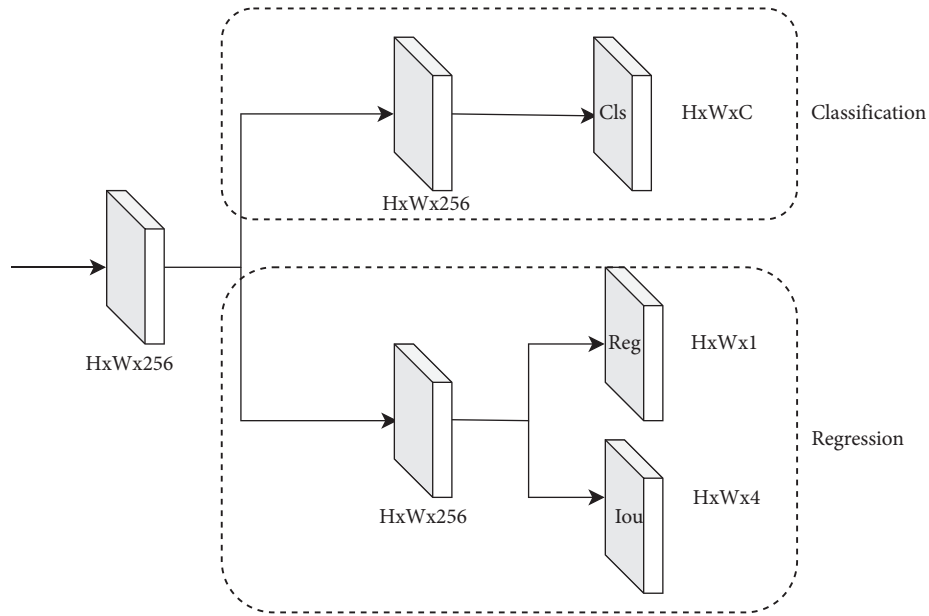 Cls
HxWxC
Classification
HxWx256
HxWx256
Reg
HxWx1
HxWx256
Iou
HxWx4
Regression